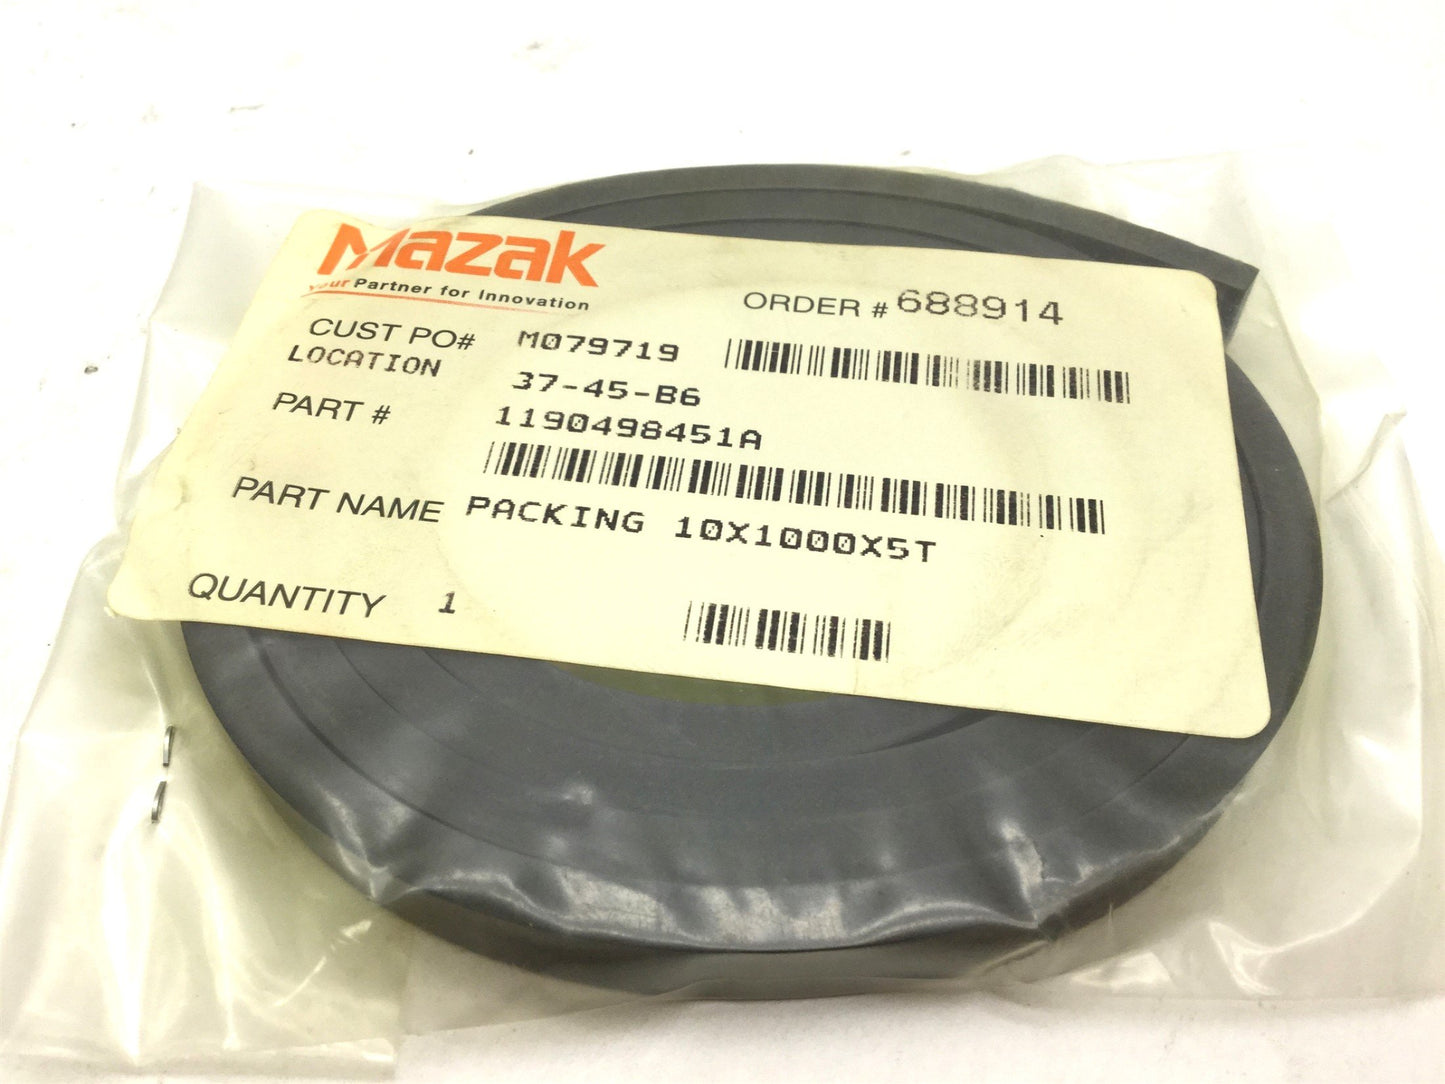 Mazak
Your Partner for Innovation
ORDER # 688914
CUST PO# M079719
LOCATION 37-45-B6
PART # 1190498451A
PART NAME PACKING 10X1000X5T
QUANTITY 1